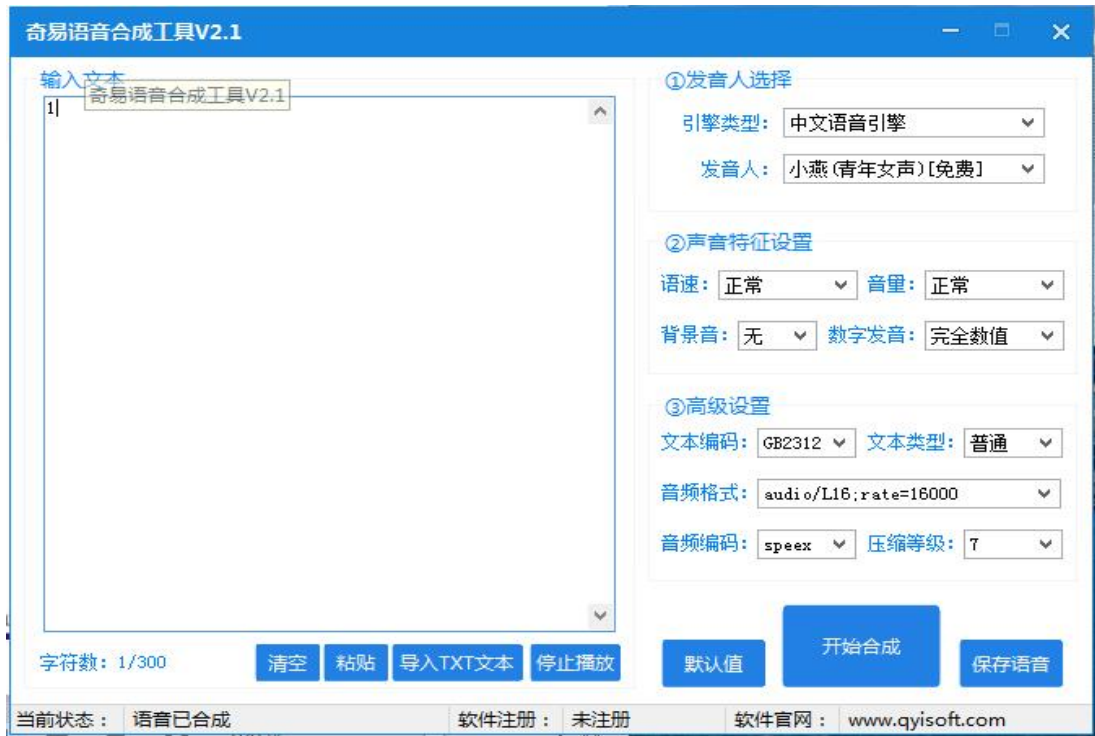 奇易语音合成工具V2.1
输入文本
奇易语音合成工具V2.1
1
字符数：1/300
清空 粘贴 导入TXT文本 停止播放
①发音人选择
引擎类型： 中文语音引擎
发音人： 小燕(青年女声)[免费]
②声音特征设置
语速： 正常 音量： 正常
背景音： 无 数字发音： 完全数值
③高级设置
文本编码： GB2312 文本类型： 普通
音频格式： audio/L16;rate=16000
音频编码： speex 压缩等级： 7
默认值 开始合成 保存语音
当前状态： 语音已合成 软件注册： 未注册 软件官网： www.qyisoft.com